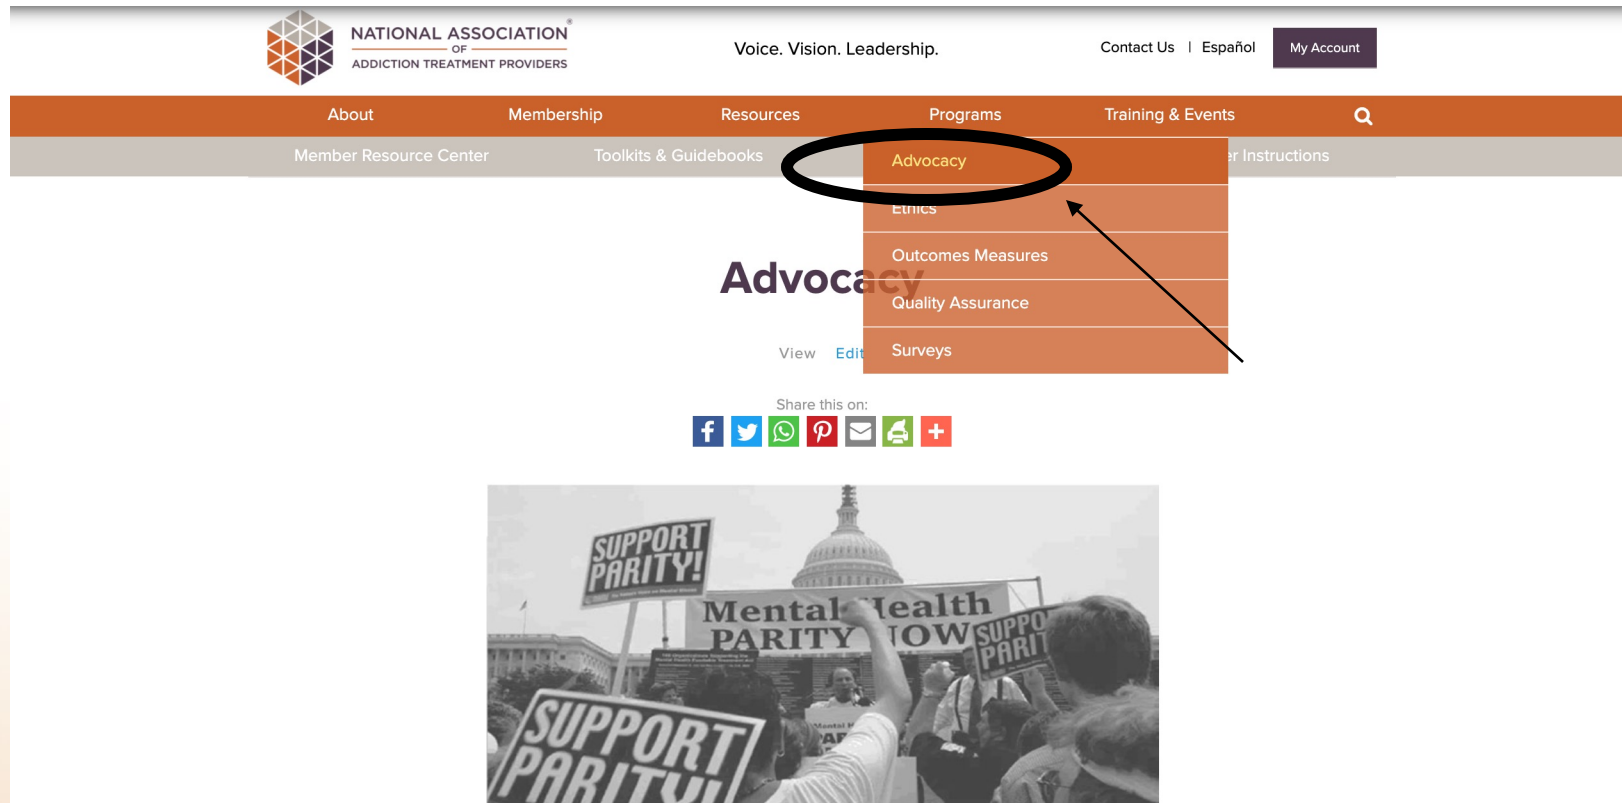 NATIONAL ASSOCIATION®
OF
ADDICTION TREATMENT PROVIDERS
Voice. Vision. Leadership.
Contact Us | Español
My Account
About
Membership
Resources
Programs
Training & Events
Member Resource Center
Toolkits & Guidebooks
Instructions
Advocacy
Ethics
Outcomes Measures
Quality Assurance
Surveys
Advocacy
View Edit
Share this on:
SUPPORT
PARITY!
Mental Health
PARITY NOW
SUPPO
PARIT
SUPPORT
PARITY!